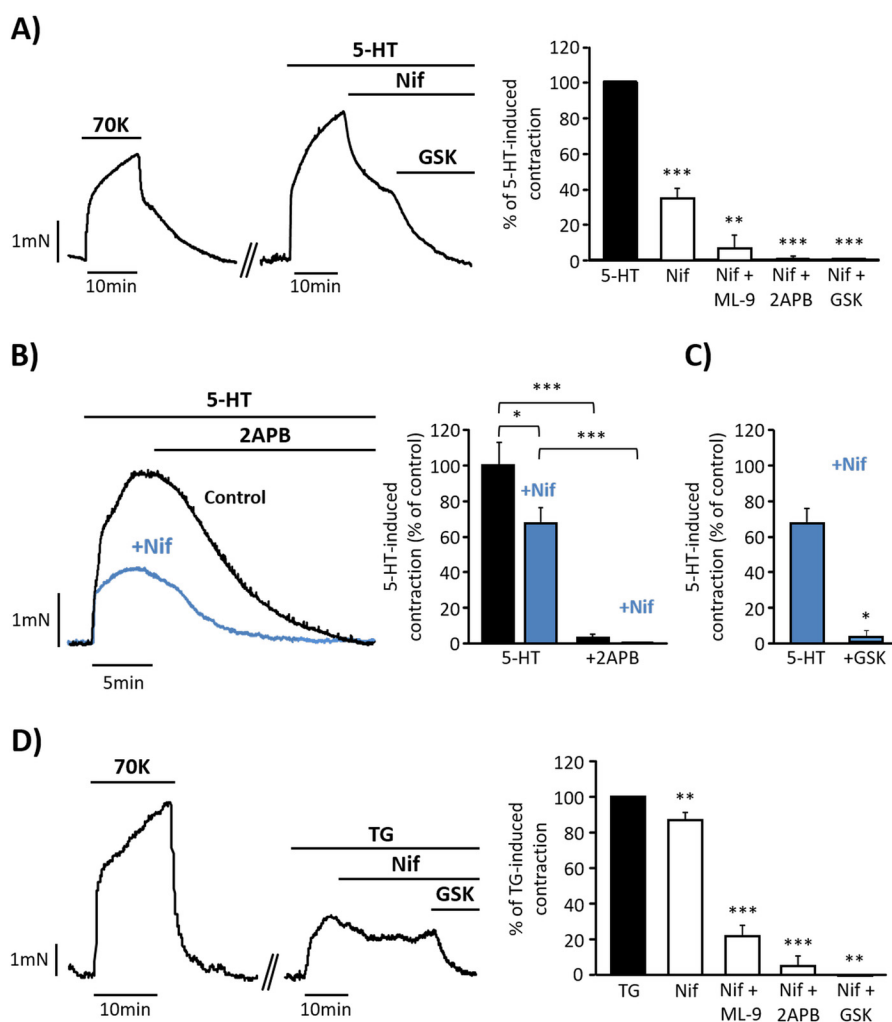 A)
5-HT
Nif
70K
GSK
1mN
10min
10min
% of 5-HT-induced
contraction
120
100
80
60
40
20
0
***
**
***
***
5-HT
Nif
Nif +
ML-9
Nif +
2APB
Nif +
GSK
B)
5-HT
2APB
Control
+Nif
1mN
5min
5-HT-induced
contraction (% of control)
120
100
80
60
40
20
0
***
*
***
+Nif
+Nif
5-HT
+2APB
C)
5-HT-induced
contraction (% of control)
120
100
80
60
40
20
0
+Nif
*
5-HT
+GSK
D)
70K
TG
Nif
GSK
1mN
10min
10min
% of TG-induced
contraction
120
100
80
60
40
20
0
**
***
***
**
TG
Nif
Nif +
ML-9
Nif +
2APB
Nif +
GSK